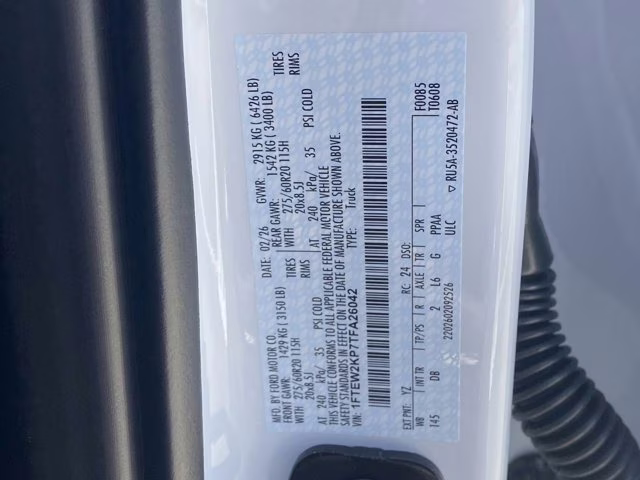 MFD. BY FORD MOTOR CO.
DATE: 02/26 GVWR: 2915 KG ( 6426 LB)
FRONT GAWR: 1429 KG ( 3150 LB) REAR GAWR: 1542 KG ( 3400 LB)
WITH 275/60R20 115H TIRES WITH 275/60R20 115H TIRES
20x8.5J RIMS 20x8.5J RIMS
AT 240 kPa/ 35 PSI COLD AT 240 kPa/ 35 PSI COLD
THIS VEHICLE CONFORMS TO ALL APPLICABLE FEDERAL MOTOR VEHICLE
SAFETY STANDARDS IN EFFECT ON THE DATE OF MANUFACTURE SHOWN ABOVE.
VIN: 1FTEW2KP7TFA26042
TYPE: Truck
EXT PNT: YZ RC: 24 DSO: F0085
T0608
WB INT TR TP/PS R AXLE TR SPR
145 DB 2 L6 G PPAA
ULC
2202602092526 ▽ RU5A-3520472-AB